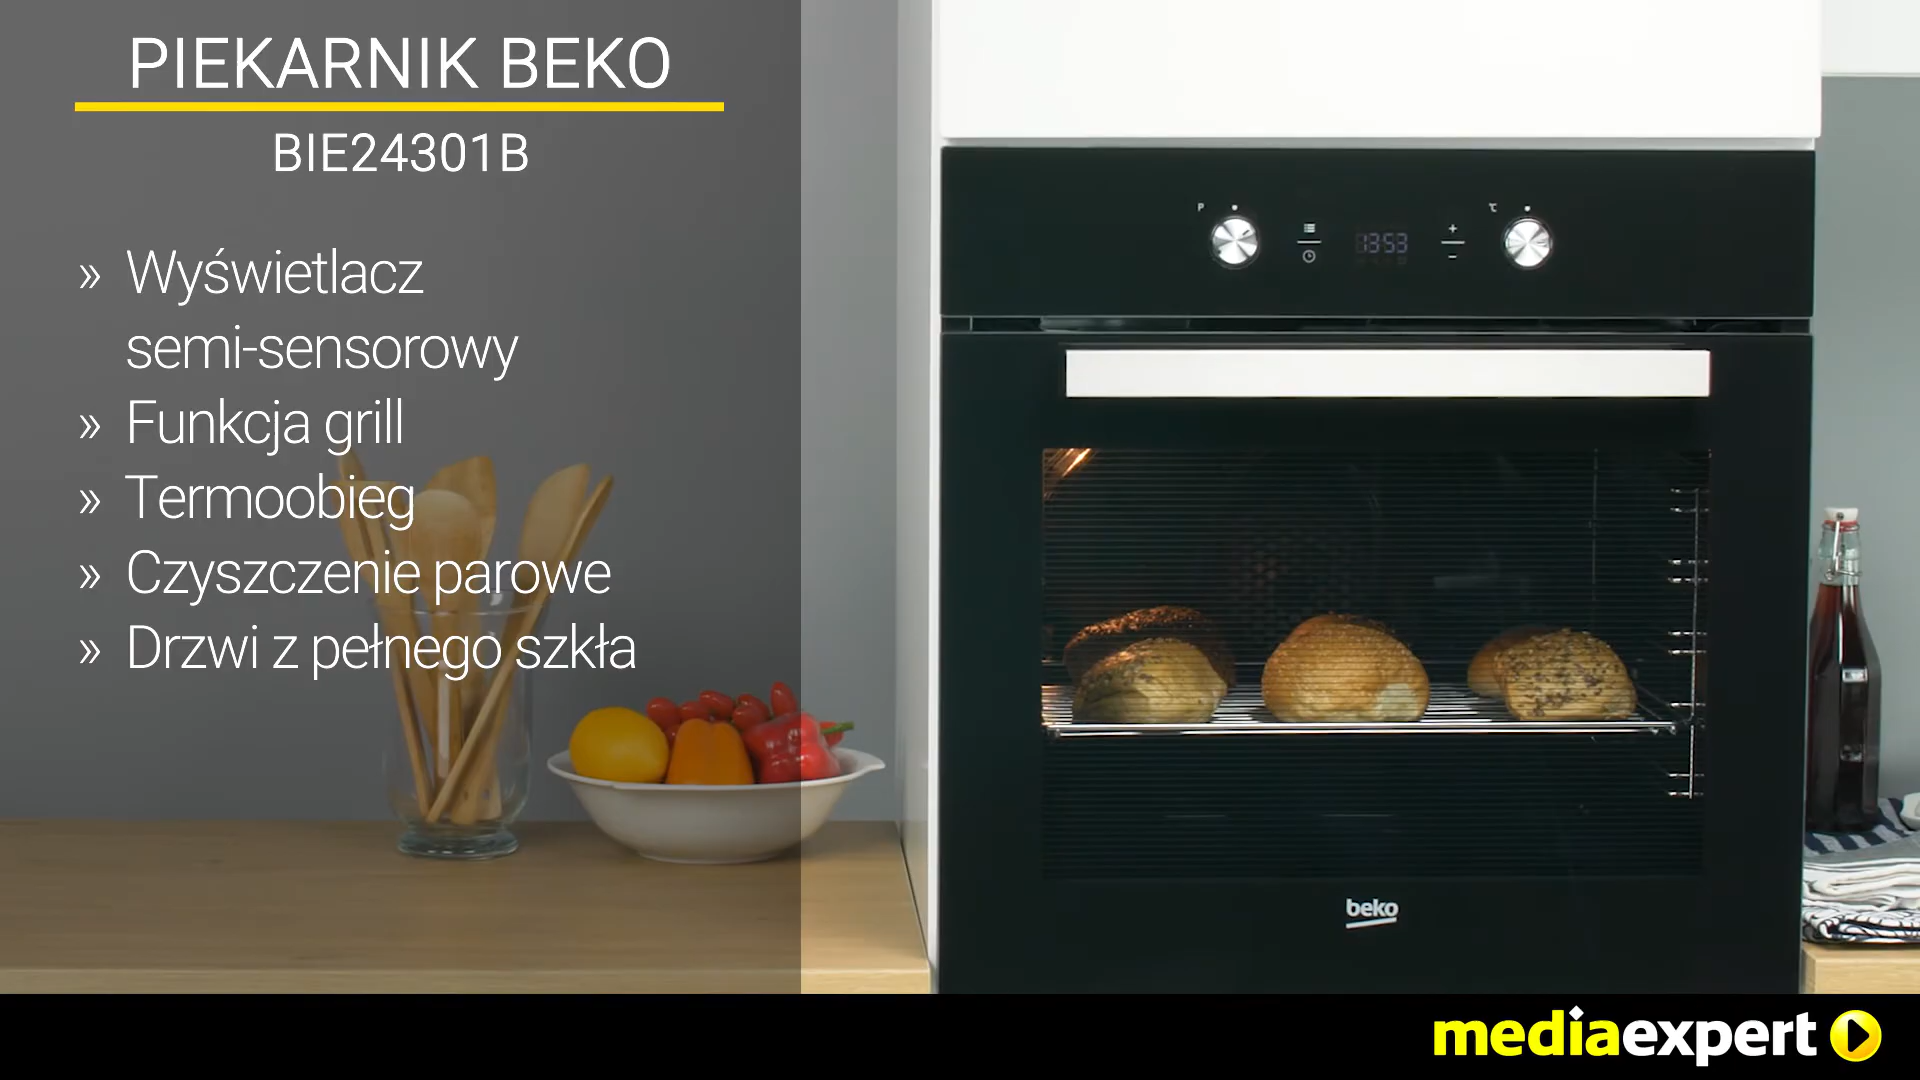 PIEKARNIK BEKO
BIE24301B
» Wyświetlacz
semi-sensorowy
» Funkcja grill
» Termoobieg
» Czyszczenie parowe
» Drzwi z pełnego szkła
P
13:53
+
-
°C
beko
mediaexpert